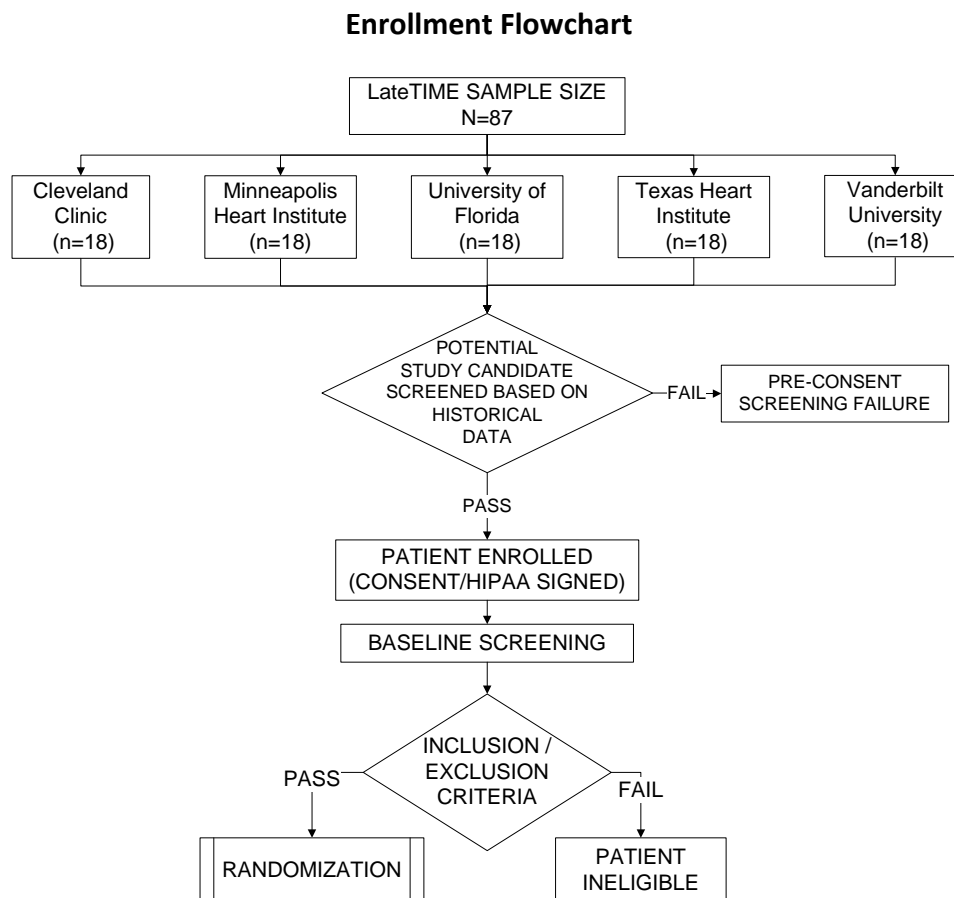 Enrollment Flowchart
LateTIME SAMPLE SIZE
N=87
Cleveland
Clinic
(n=18)
Minneapolis
Heart Institute
(n=18)
University of
Florida
(n=18)
Texas Heart
Institute
(n=18)
Vanderbilt
University
(n=18)
POTENTIAL
STUDY CANDIDATE
SCREENED BASED ON
HISTORICAL
DATA
FAIL
PRE-CONSENT
SCREENING FAILURE
PASS
PATIENT ENROLLED
(CONSENT/HIPAA SIGNED)
BASELINE SCREENING
INCLUSION /
EXCLUSION
CRITERIA
PASS
FAIL
RANDOMIZATION
PATIENT
INELIGIBLE